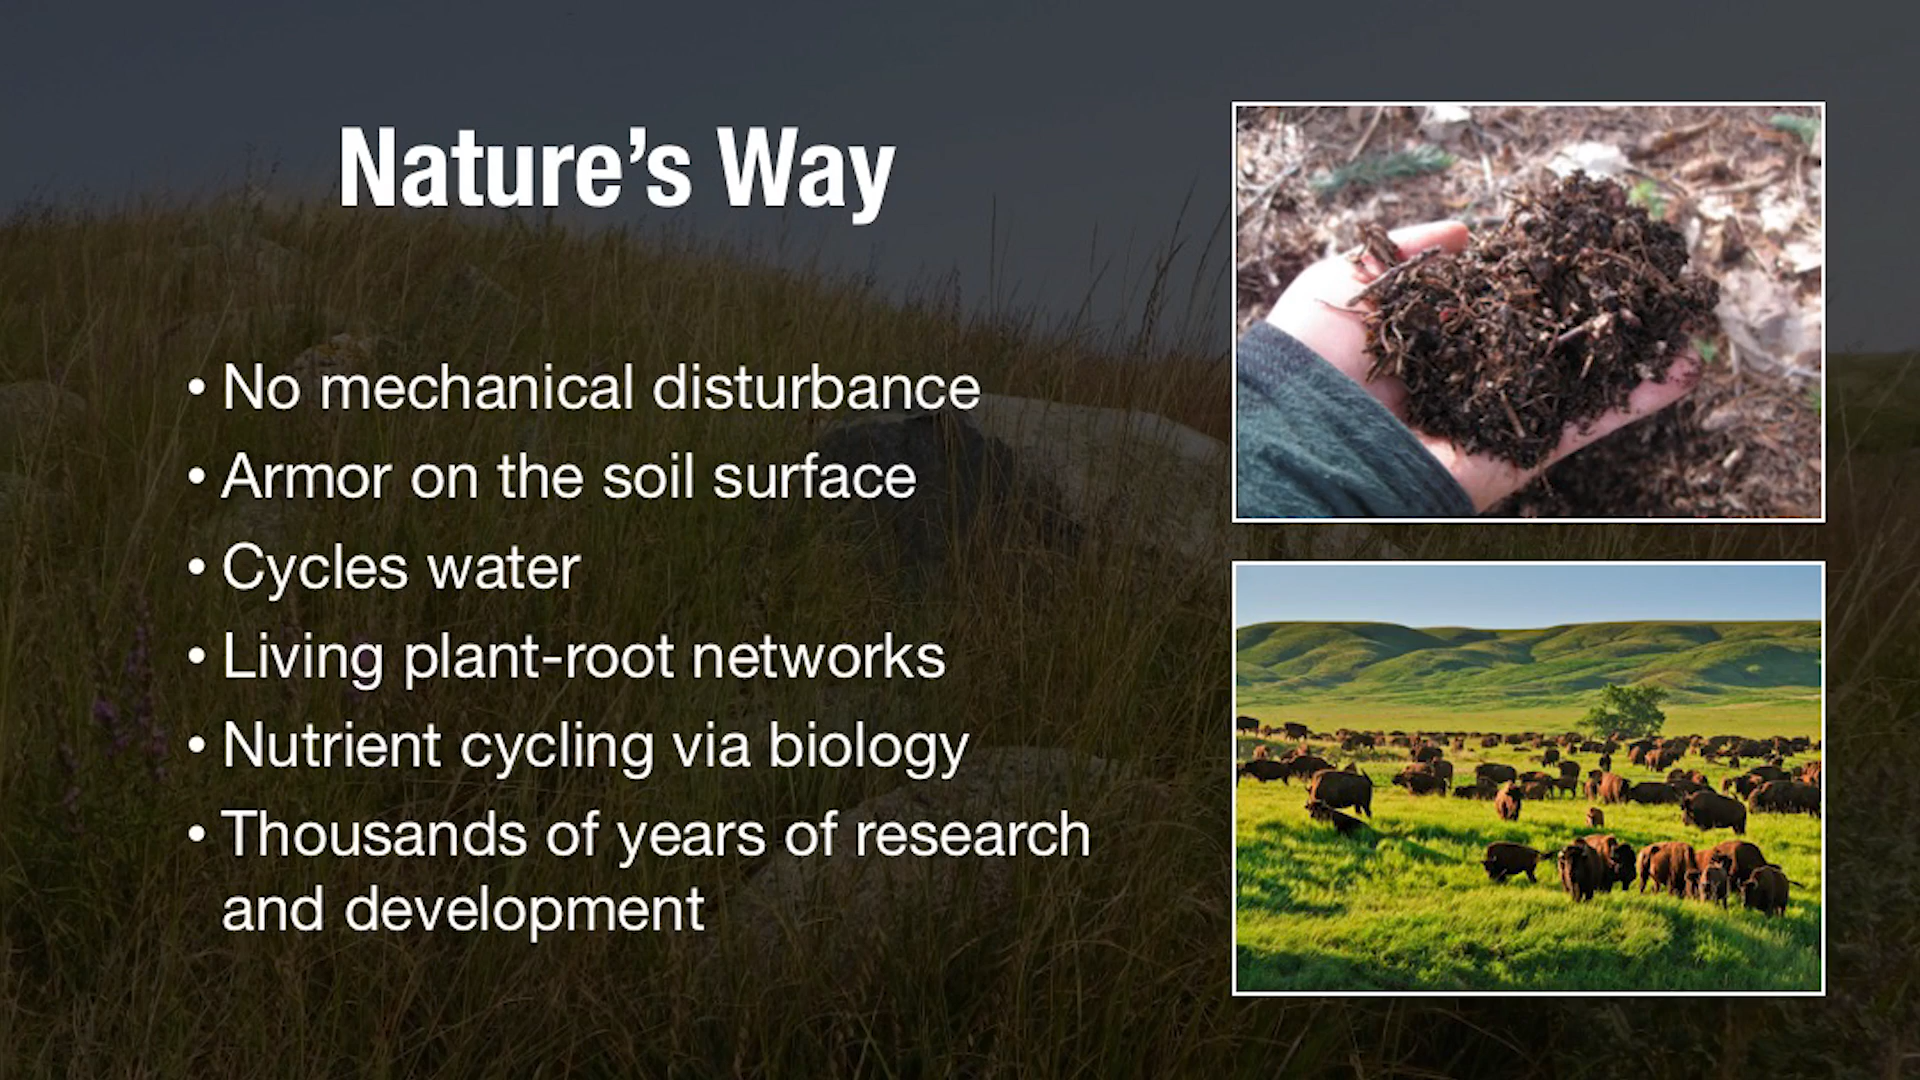 Nature’s Way
• No mechanical disturbance
• Armor on the soil surface
• Cycles water
• Living plant-root networks
• Nutrient cycling via biology
• Thousands of years of research
and development